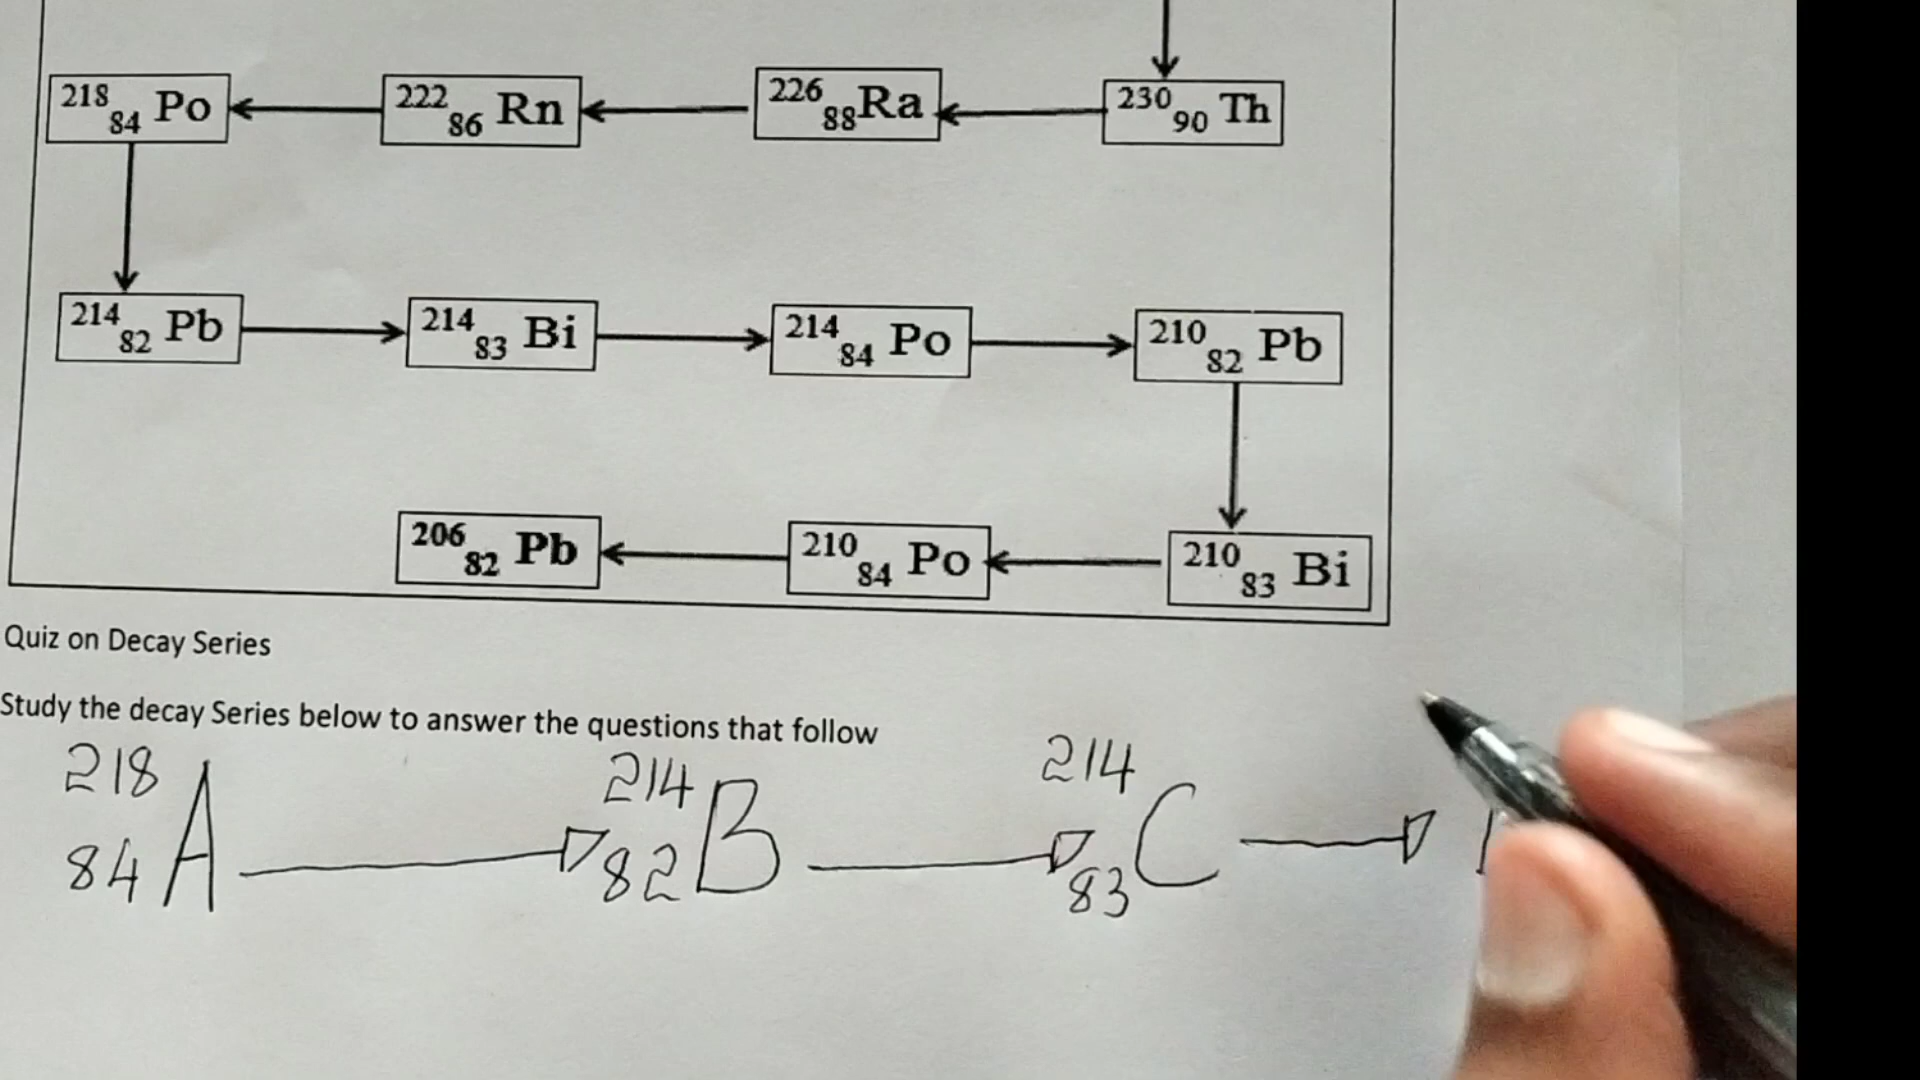 218 84 Po 222 86 Rn 226 88 Ra 230 90 Th
214 82 Pb 214 83 Bi 214 84 Po 210 82 Pb
206 82 Pb 210 84 Po 210 83 Bi
Quiz on Decay Series
Study the decay Series below to answer the questions that follow
218 84 A 214 82 B 214 83 C